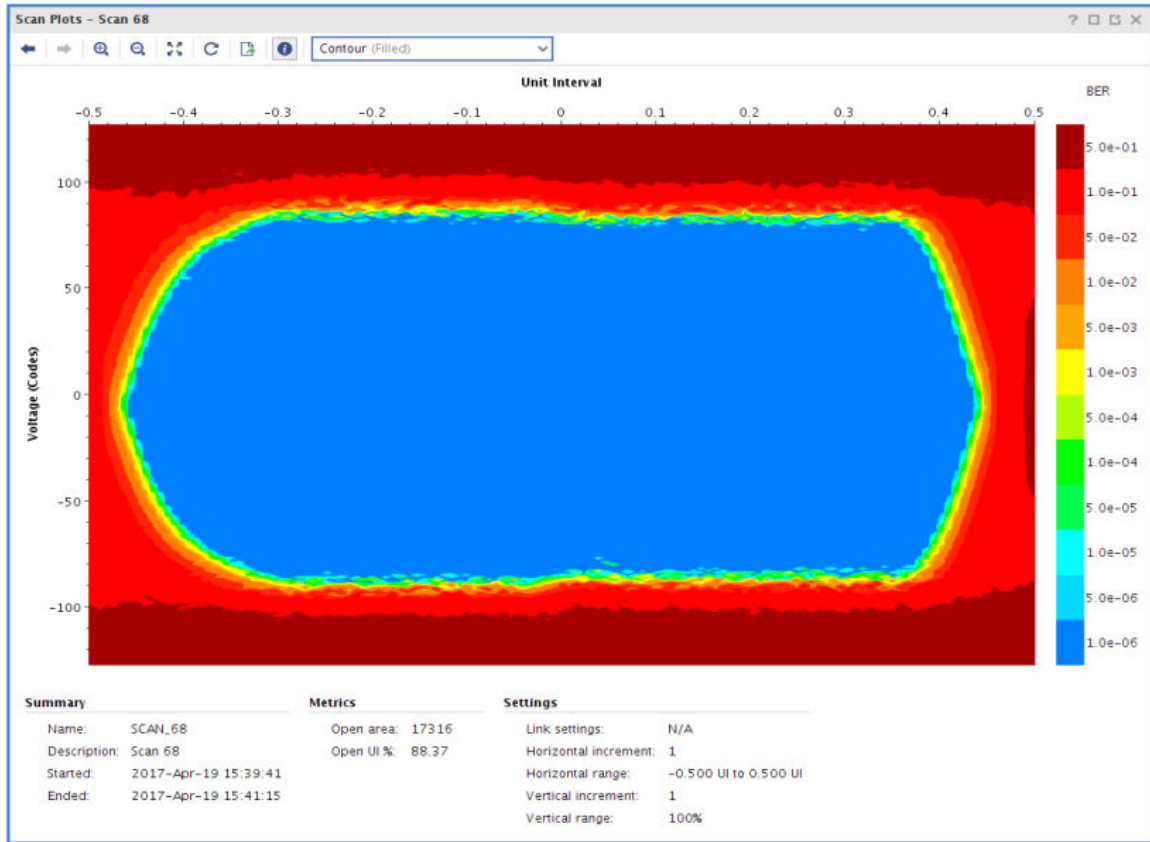 Scan Plots - Scan 68
Contour (Filled)
Unit Interval
BER
-0.5 -0.4 -0.3 -0.2 -0.1 0 0.1 0.2 0.3 0.4 0.5
5.0e-01
100
1.0e-01
5.0e-02
50
1.0e-02
5.0e-03
Voltage (Codes)
0
1.0e-03
5.0e-04
1.0e-04
-50
5.0e-05
1.0e-05
-100
5.0e-06
1.0e-06
Summary
Name: SCAN_68
Description: Scan 68
Started: 2017-Apr-19 15:39:41
Ended: 2017-Apr-19 15:41:15
Metrics
Open area: 17316
Open UI %: 88.37
Settings
Link settings: N/A
Horizontal increment: 1
Horizontal range: -0.500 UI to 0.500 UI
Vertical increment: 1
Vertical range: 100%